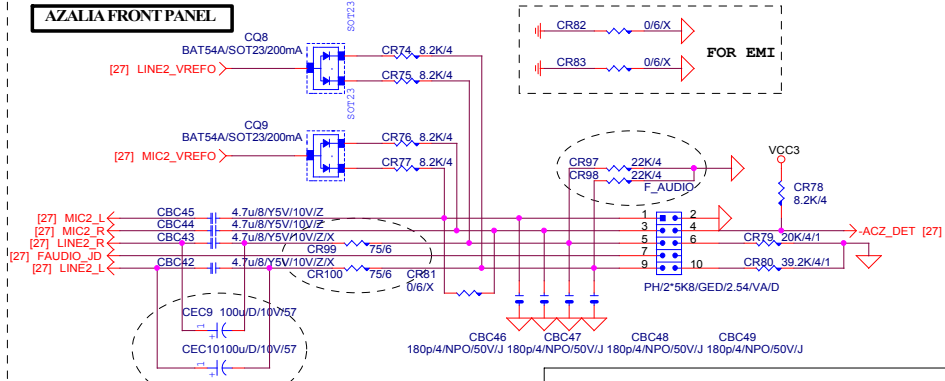 AZALIA FRONT PANEL
CQ8
BAT54A/SOT23/200mA
SOT23
[27] LINE2_VREFO
CR74 8.2K/4
CR75 8.2K/4
SOT23
CQ9
BAT54A/SOT23/200mA
[27] MIC2_VREFO
CR76 8.2K/4
CR77 8.2K/4
CR82 0/6/X
CR83 0/6/X
FOR EMI
CR97 22K/4
CR98 22K/4
F_AUDIO
VCC3
CR78
8.2K/4
[27] MIC2_L
CBC45 4.7u/8/Y5V/10V/Z
[27] MIC2_R
CBC44 4.7u/8/Y5V/10V/Z
[27] LINE2_R
CBC43 4.7u/8/Y5V/10V/Z/X
[27] FAUDIO_JD
CR99 75/6
[27] LINE2_L
CBC42 4.7u/8/Y5V/10V/Z/X
CR100 75/6
CR81
0/6/X
1 2
3 4
5 6
7
9 10
-ACZ_DET [27]
CR79 20K/4/1
CR80 39.2K/4/1
PH/2*5K8/GED/2.54/VA/D
CEC9 100u/D/10V/57
1
+
CEC10 100u/D/10V/57
1
+
CBC46 CBC47 CBC48 CBC49
180p/4/NPO/50V/J 180p/4/NPO/50V/J 180p/4/NPO/50V/J 180p/4/NPO/50V/J